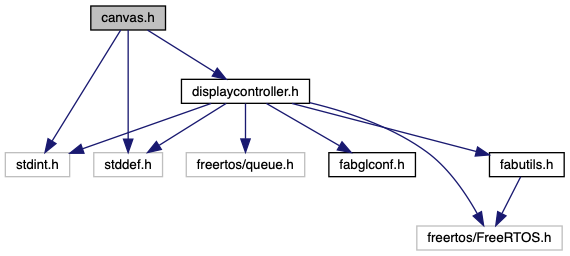 canvas.h
displaycontroller.h
stdint.h
stddef.h
freertos/queue.h
fabglconf.h
fabutils.h
freertos/FreeRTOS.h